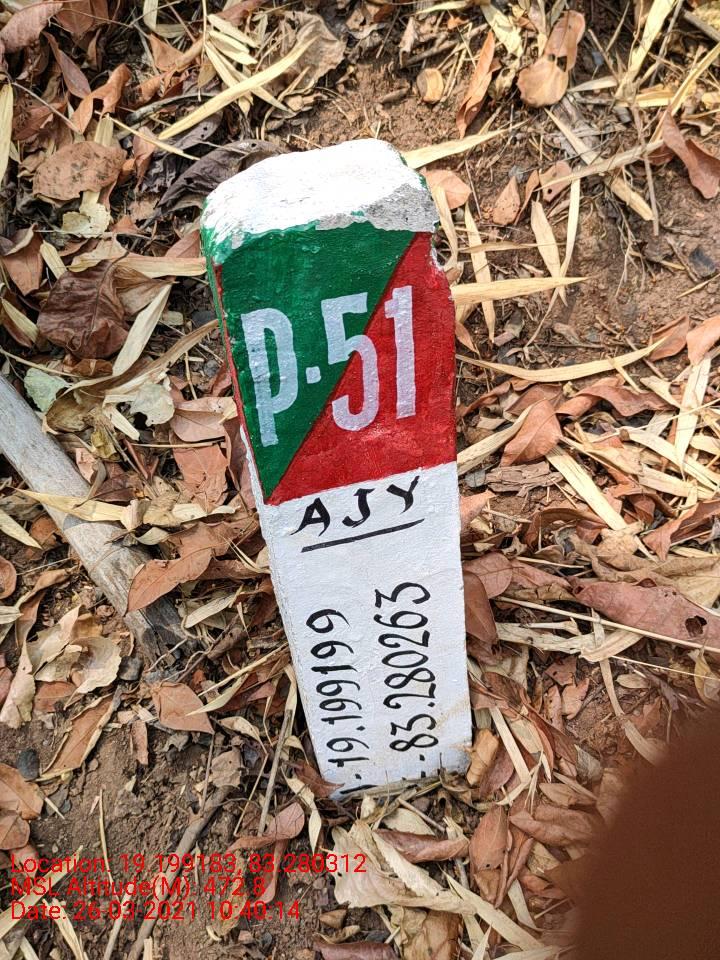 P.51
AJY
-19.199199
-83.280263
Location: 19.199183, 83.280312
MSL Altitude(M): 472.8
Date: 26-03-2021 10:40:14